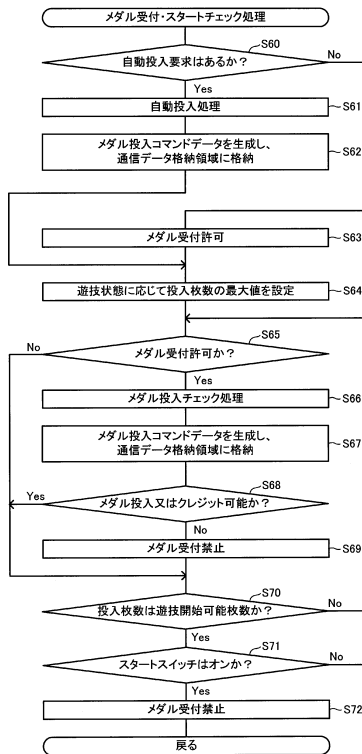 メダル受付・スタートチェック処理
S60
自動投入要求はあるか？
No
Yes
自動投入処理
S61
メダル投入コマンドデータを生成し、
通信データ格納領域に格納
S62
メダル受付許可
S63
遊技状態に応じて投入枚数の最大値を設定
S64
S65
No
メダル受付許可か？
Yes
メダル投入チェック処理
S66
メダル投入コマンドデータを生成し、
通信データ格納領域に格納
S67
S68
Yes
メダル投入又はクレジット可能か？
No
メダル受付禁止
S69
S70
投入枚数は遊技開始可能枚数か？
No
Yes
S71
スタートスイッチはオンか？
No
Yes
メダル受付禁止
S72
戻る